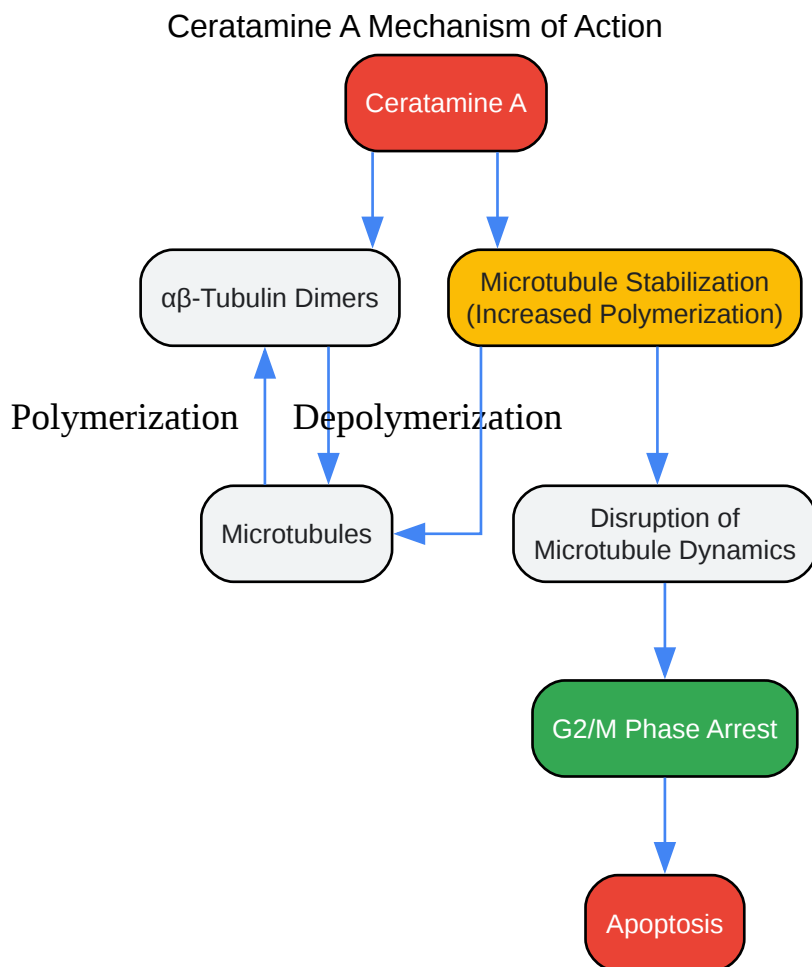 Ceratamine A Mechanism of Action
Ceratamine A
αβ-Tubulin Dimers
Microtubule Stabilization
(Increased Polymerization)
Polymerization
Depolymerization
Microtubules
Disruption of
Microtubule Dynamics
G2/M Phase Arrest
Apoptosis